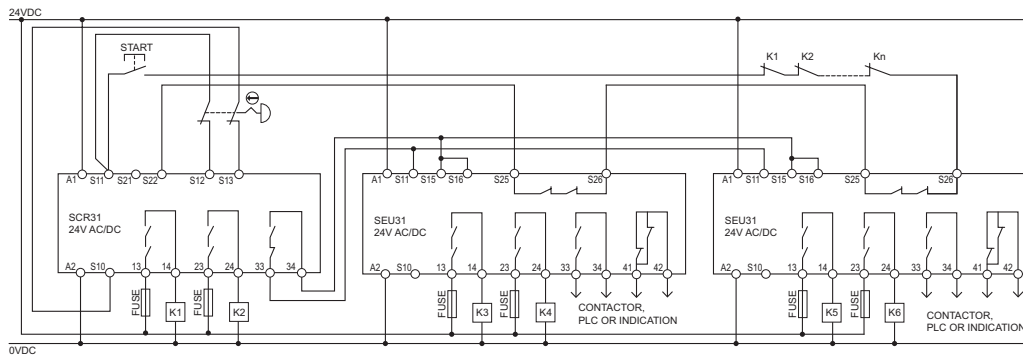 24VDC
START
K1 K2 Kn
A1 S11 S21 S22 S12 S13
A1 S11 S15 S16 S25 S26
A1 S11 S15 S16 S25 S26
SCR31
24V AC/DC
SEU31
24V AC/DC
SEU31
24V AC/DC
A2 S10 13 14 23 24 33 34
A2 S10 13 14 23 24 33 34 41 42
A2 S10 13 14 23 24 33 34 41 42
FUSE K1 FUSE K2
FUSE K3 FUSE K4
CONTACTOR,
PLC OR INDICATION
FUSE K5 FUSE K6
CONTACTOR,
PLC OR INDICATION
0VDC